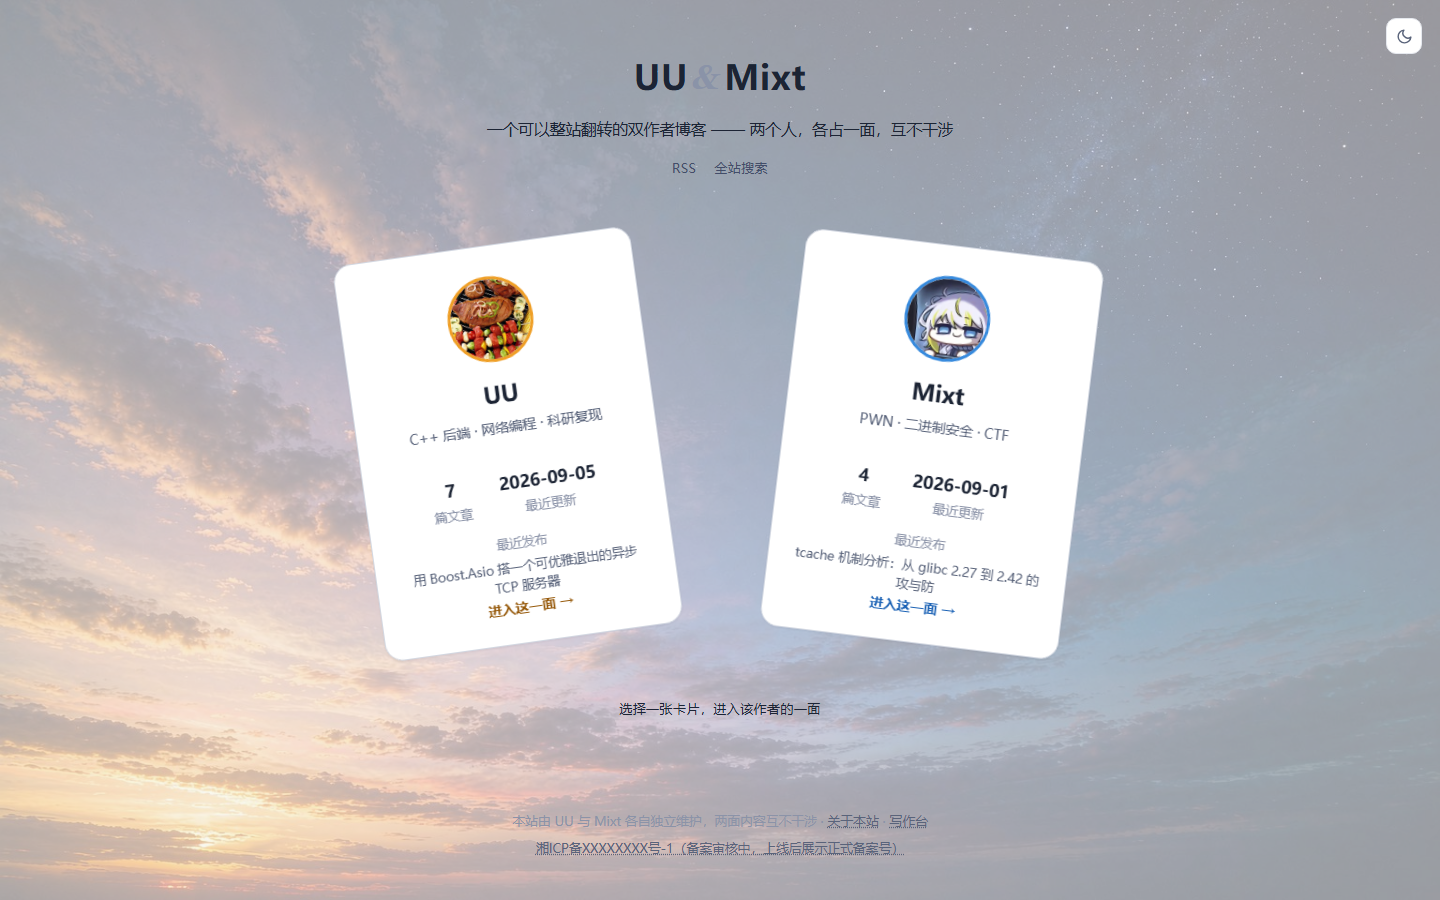 UU & Mixt
一个可以整站翻转的双作者博客 —— 两个人，各占一面，互不干涉
RSS 全站搜索
UU
C++ 后端 · 网络编程 · 科研复现
7
篇文章
2026-09-05
最近更新
最近发布
用 Boost.Asio 搭一个可优雅退出的异步
TCP 服务器
进入这一面 →
Mixt
PWN · 二进制安全 · CTF
4
篇文章
2026-09-01
最近更新
最近发布
tcache 机制分析：从 glibc 2.27 到 2.42 的
攻与防
进入这一面 →
选择一张卡片，进入该作者的一面
本站由 UU 与 Mixt 各自独立维护，两面内容互不干涉 · 关于本站 · 写作台
湘ICP备XXXXXXXX号-1（备案审核中，上线后展示正式备案号）